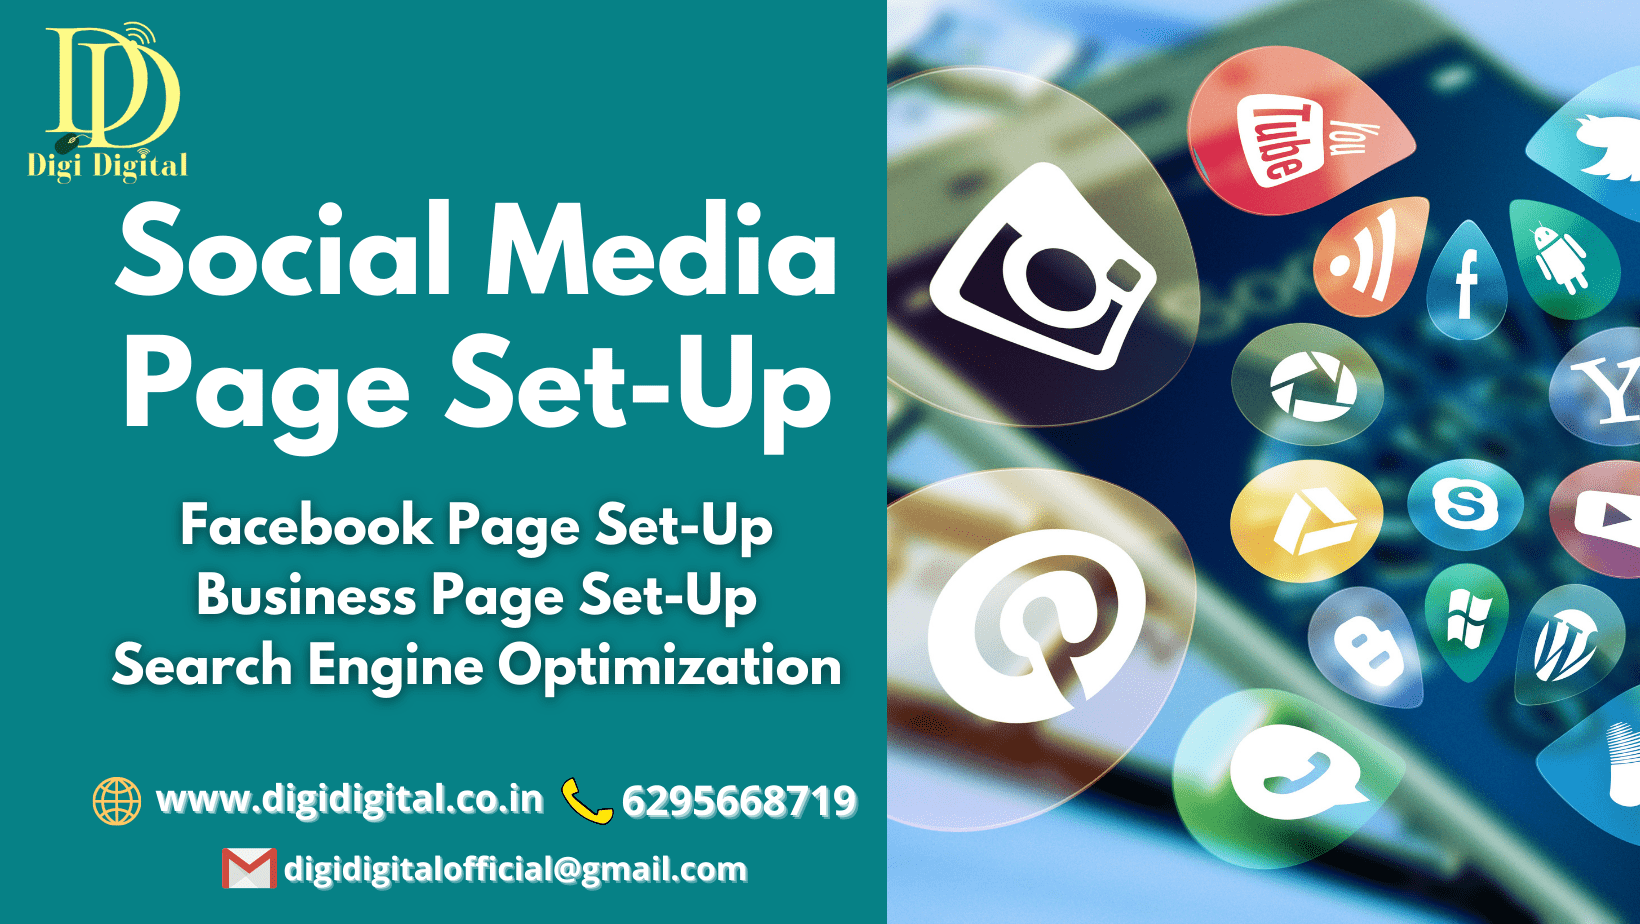 DD
Digi Digital
Social Media
Page Set-Up
Facebook Page Set-Up
Business Page Set-Up
Search Engine Optimization
www.digidigital.co.in 6295668719
digidigitalofficial@gmail.com
You
Tube
f
Y
S
B
W